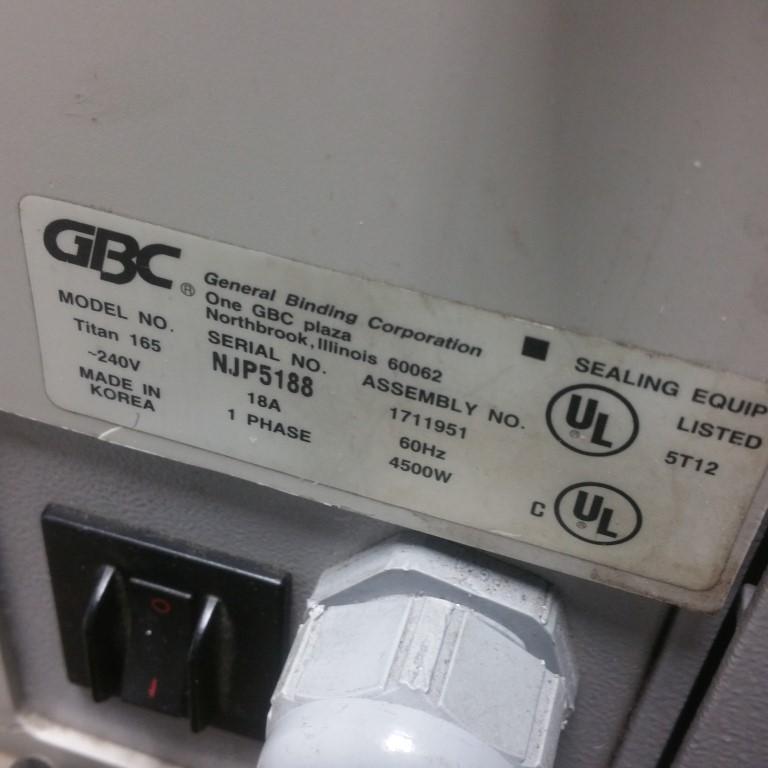 GBC®
General Binding Corporation
One GBC plaza
Northbrook, Illinois 60062
MODEL NO.
Titan 165
~240V
MADE IN
KOREA
SERIAL NO.
NJP5188
18A
1 PHASE
ASSEMBLY NO.
1711951
60Hz
4500W
SEALING EQUIP
LISTED
5T12
UL®
C UL®
O
I